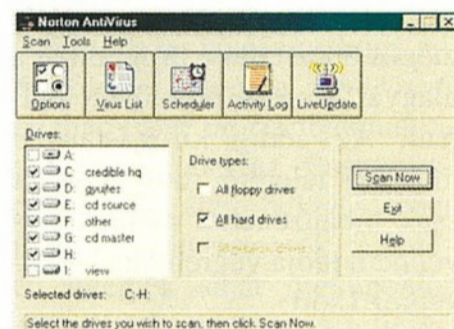 Norton AntiVirus
Scan Tools Help
Options Virus List Scheduler Activity Log LiveUpdate
Drives:
A:
C: credible hq
D: gyujtes
E: cd source
F: other
G: cd master
H:
I: view
Drive types:
All floppy drives
All hard drives
Scan Now
Exit
Help
Selected drives: C:-H:
Select the drives you wish to scan, then click Scan Now.